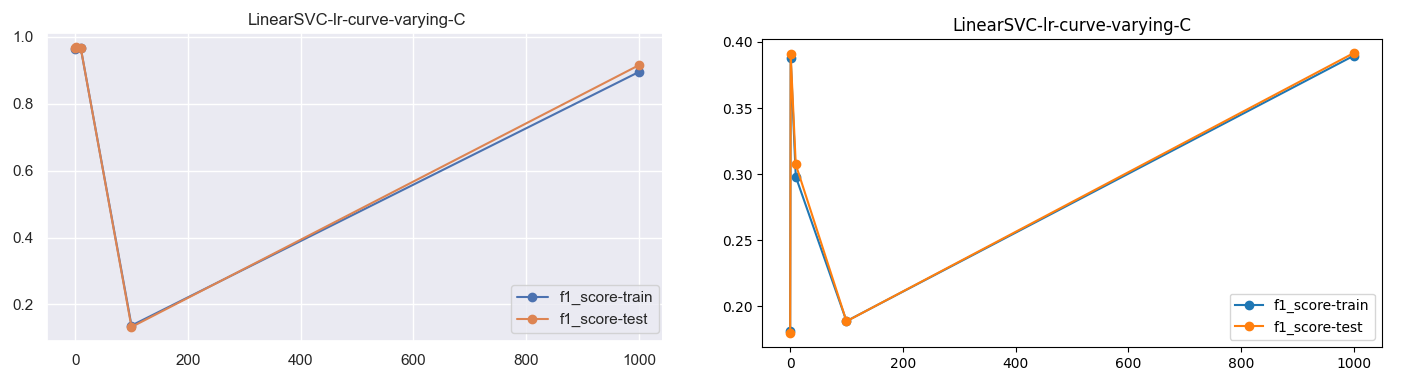 LinearSVC-lr-curve-varying-C
1.0
0.8
0.6
0.4
0.2
0 200 400 600 800 1000
f1_score-train
f1_score-test
LinearSVC-lr-curve-varying-C
0.40
0.35
0.30
0.25
0.20
0 200 400 600 800 1000
f1_score-train
f1_score-test